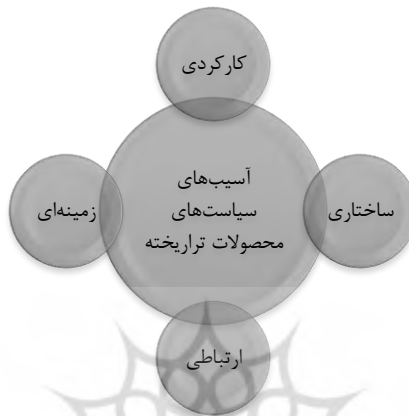 کارکردی
آسیب‌های
سیاست‌های
محصولات تراریخته
ساختاری
زمینه‌ای
ارتباطی